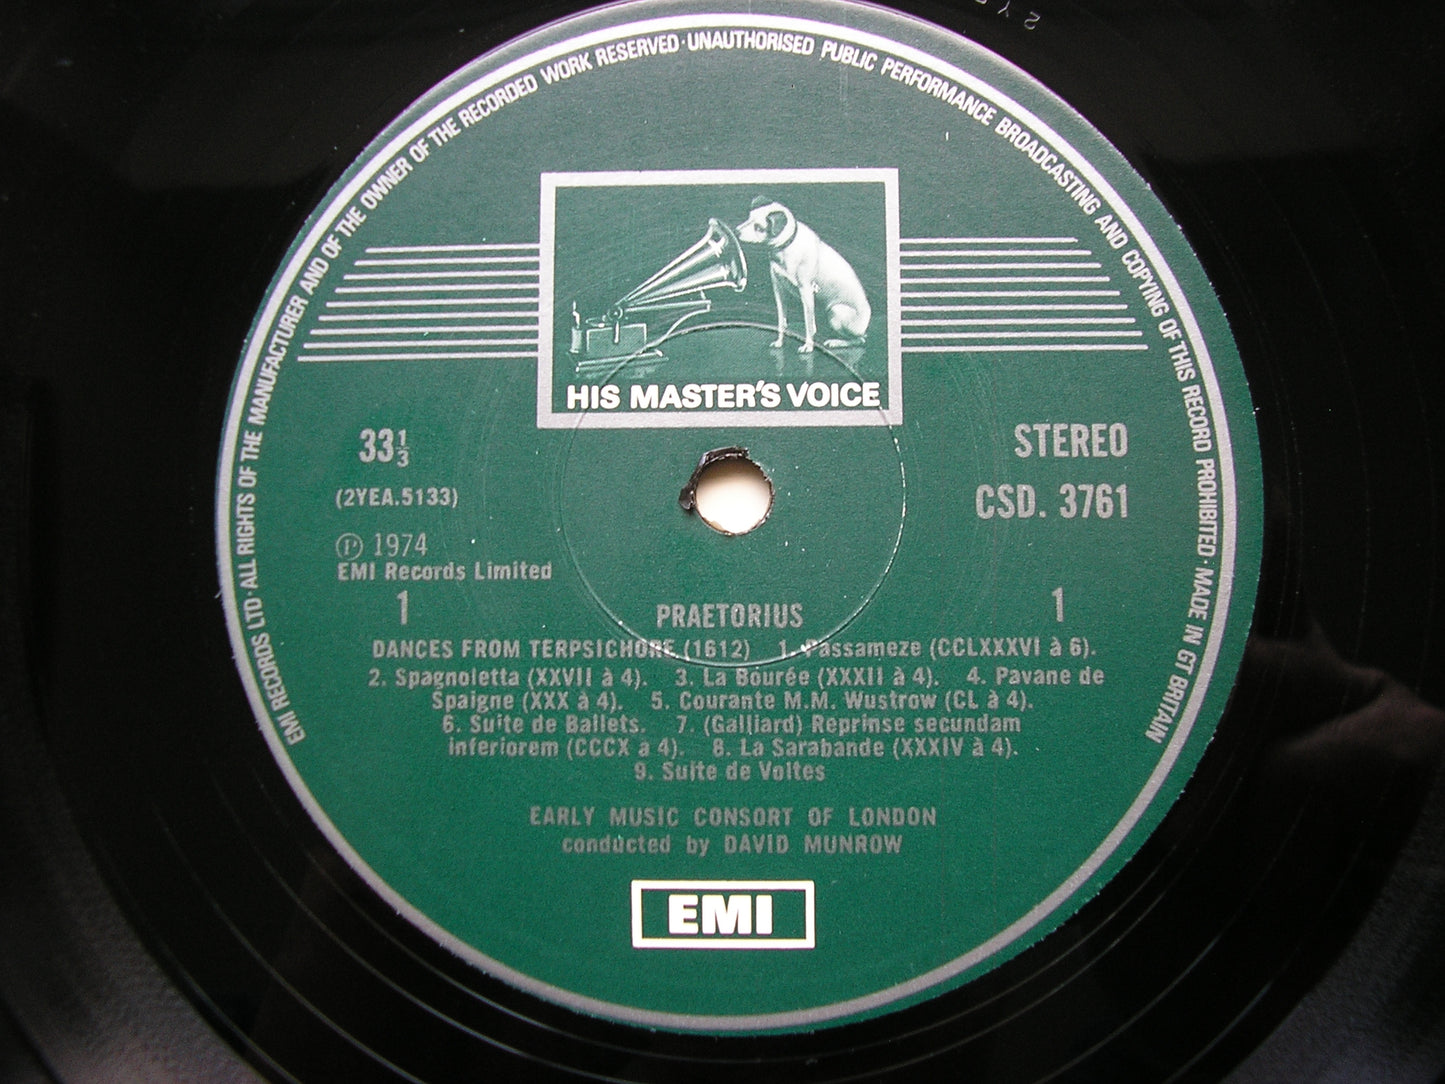 EMI RECORDS LTD · ALL RIGHTS OF THE MANUFACTURER AND OF THE OWNER OF THE RECORDED WORK RESERVED · UNAUTHORISED PUBLIC PERFORMANCE BROADCASTING AND COPYING OF THIS RECORD PROHIBITED · MADE IN GT BRITAIN
HIS MASTER'S VOICE
33 1/3
STEREO
(2YEA.5133)
CSD. 3761
Ⓟ 1974
EMI Records Limited
1 1
PRAETORIUS
DANCES FROM TERPSICHORE (1612) 1. Passameze (CCLXXXVI à 6).
2. Spagnoletta (XXVII à 4). 3. La Bourée (XXXII à 4). 4. Pavane de
Spaigne (XXX à 4). 5. Courante M.M. Wustrow (CL à 4).
6. Suite de Ballets. 7. (Galliard) Reprinse secundam
inferiorem (CCCX à 4). 8. La Sarabande (XXXIV à 4).
9. Suite de Voltes
EARLY MUSIC CONSORT OF LONDON
conducted by DAVID MUNROW
EMI